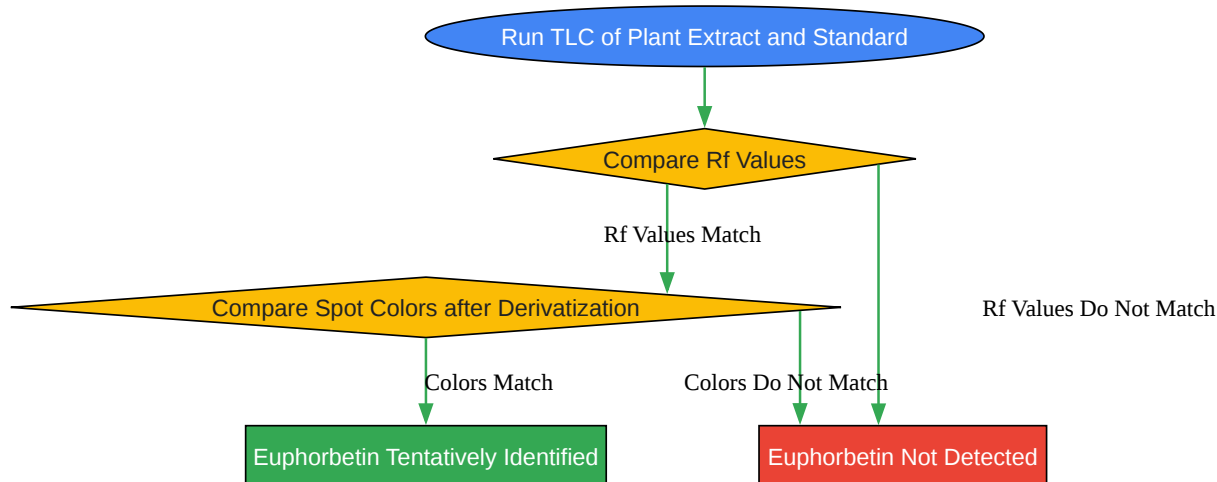 Run TLC of Plant Extract and Standard
Compare Rf Values
Rf Values Match
Compare Spot Colors after Derivatization
Rf Values Do Not Match
Colors Match
Colors Do Not Match
Euphorbetin Tentatively Identified
Euphorbetin Not Detected